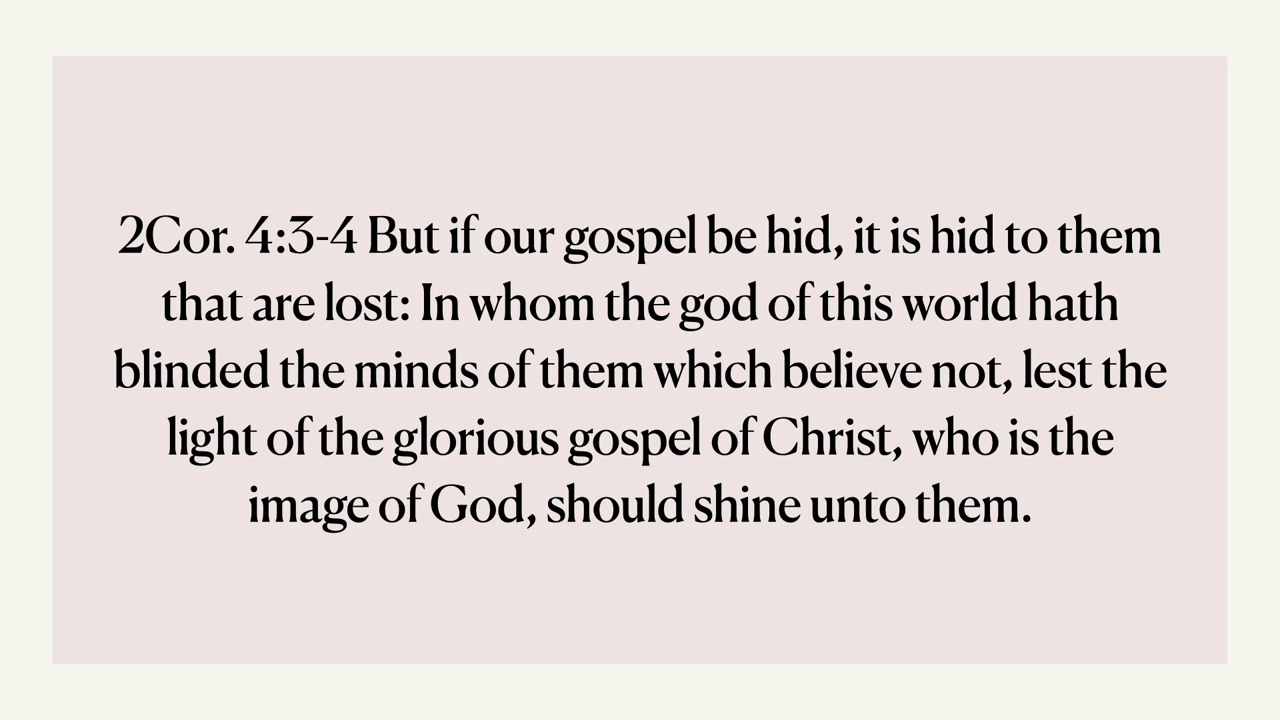 2Cor. 4:3-4 But if our gospel be hid, it is hid to them
that are lost: In whom the god of this world hath
blinded the minds of them which believe not, lest the
light of the glorious gospel of Christ, who is the
image of God, should shine unto them.